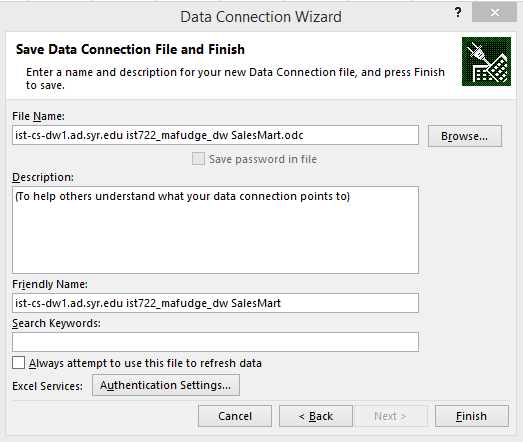 Data Connection Wizard
? ×
Save Data Connection File and Finish
Enter a name and description for your new Data Connection file, and press Finish
to save.
File Name:
ist-cs-dw1.ad.syr.edu ist722_mafudge_dw SalesMart.odc
Browse...
Save password in file
Description:
(To help others understand what your data connection points to)
Friendly Name:
ist-cs-dw1.ad.syr.edu ist722_mafudge_dw SalesMart
Search Keywords:
Always attempt to use this file to refresh data
Excel Services: Authentication Settings...
Cancel < Back Next > Finish